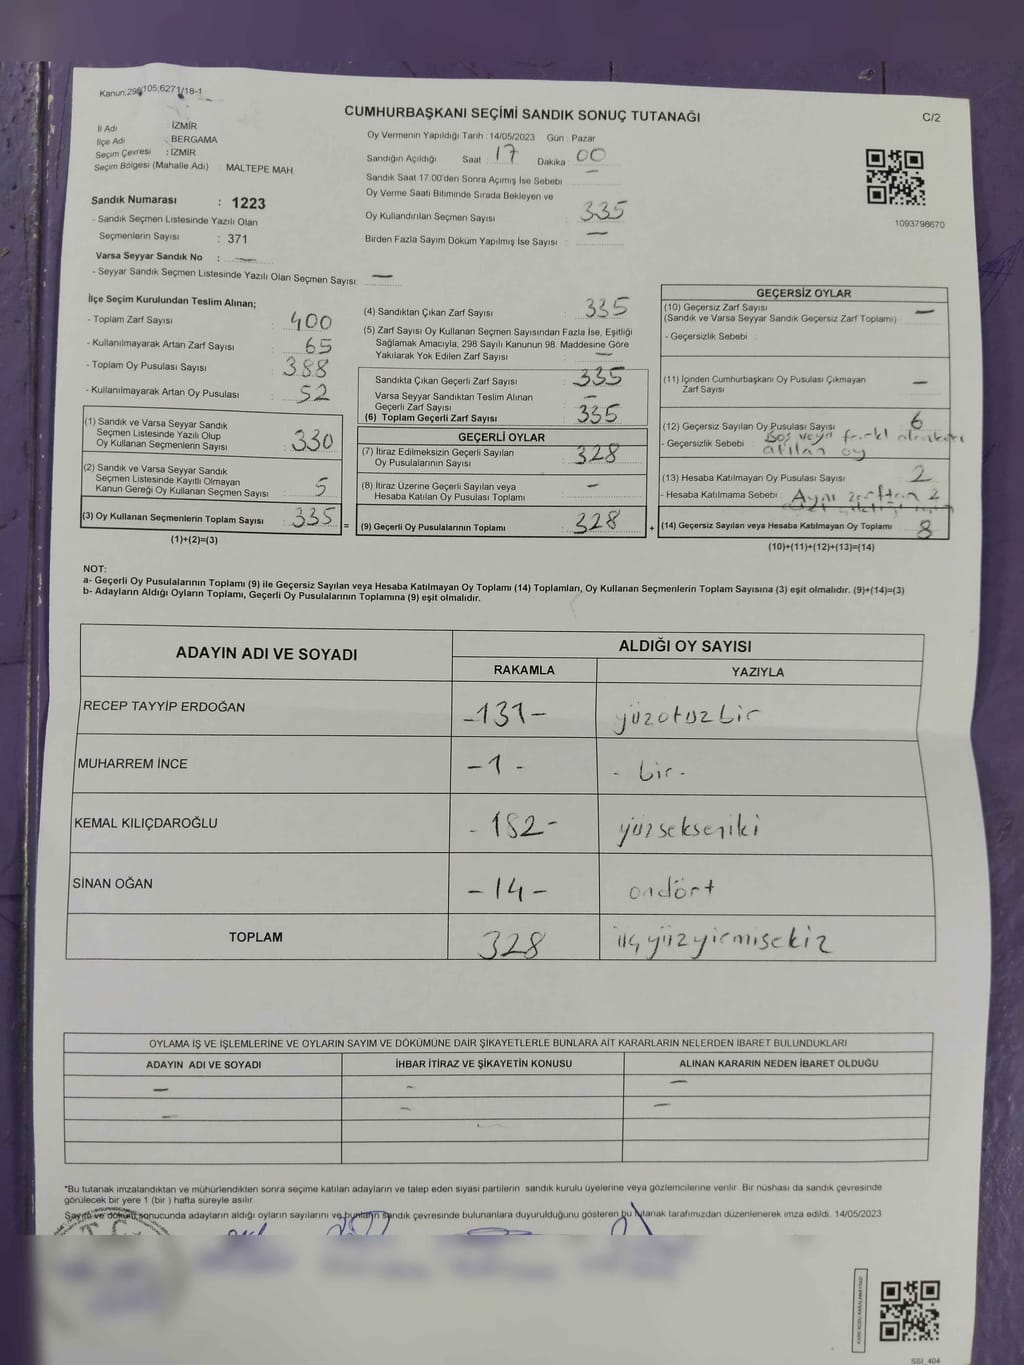 Kanun:298/105,6271/18-1
CUMHURBAŞKANI SEÇİMİ SANDIK SONUÇ TUTANAĞI
C/2
İl Adı : İZMİR
İlçe Adı : BERGAMA
Seçim Çevresi : İZMİR
Seçim Bölgesi (Mahalle Adı) : MALTEPE MAH.
Oy Vermenin Yapıldığı Tarih : 14/05/2023 Gün : Pazar
Sandığın Açıldığı Saat : 17 Dakika : 00
Sandık Saat 17:00'den Sonra Açımış İse Sebebi : —
Oy Verme Saati Bitiminde Sırada Bekleyen ve
Oy Kullandırılan Seçmen Sayısı : 335
Birden Fazla Sayım Döküm Yapılmış İse Sayısı : —
1093798670
Sandık Numarası : 1223
- Sandık Seçmen Listesinde Yazılı Olan
Seçmenlerin Sayısı : 371
Varsa Seyyar Sandık No : —
- Seyyar Sandık Seçmen Listesinde Yazılı Olan Seçmen Sayısı: —
İlçe Seçim Kurulundan Teslim Alınan;
- Toplam Zarf Sayısı : 400
- Kullanılmayarak Artan Zarf Sayısı : 65
- Toplam Oy Pusulası Sayısı : 388
- Kullanılmayarak Artan Oy Pusulası : 52
(1) Sandık ve Varsa Seyyar Sandık
Seçmen Listesinde Yazılı Olup
Oy Kullanan Seçmenlerin Sayısı : 330
(2) Sandık ve Varsa Seyyar Sandık
Seçmen Listesinde Kayıtlı Olmayan
Kanun Gereği Oy Kullanan Seçmen Sayısı : 5
(3) Oy Kullanan Seçmenlerin Toplam Sayısı : 335 =
(1)+(2)=(3)
(4) Sandıktan Çıkan Zarf Sayısı : 335
(5) Zarf Sayısı Oy Kullanan Seçmen Sayısından Fazla İse, Eşitliği
Sağlamak Amacıyla, 298 Sayılı Kanunun 98. Maddesine Göre
Yakılarak Yok Edilen Zarf Sayısı : —
Sandıkta Çıkan Geçerli Zarf Sayısı : 335
Varsa Seyyar Sandıktan Teslim Alınan
Geçerli Zarf Sayısı : —
(6) Toplam Geçerli Zarf Sayısı : 335
GEÇERLİ OYLAR
(7) İtiraz Edilmeksizin Geçerli Sayılan
Oy Pusulalarının Sayısı : 328
(8) İtiraz Üzerine Geçerli Sayılan veya
Hesaba Katılan Oy Pusulası Toplamı : —
(9) Geçerli Oy Pusulalarının Toplamı : 328 +
GEÇERSİZ OYLAR
(10) Geçersiz Zarf Sayısı : —
(Sandık ve Varsa Seyyar Sandık Geçersiz Zarf Toplamı)
- Geçersizlik Sebebi :
(11) İçinden Cumhurbaşkanı Oy Pusulası Çıkmayan
Zarf Sayısı : —
(12) Geçersiz Sayılan Oy Pusulası Sayısı : 6
- Geçersizlik Sebebi : Boş veya farklı
atılan oy
(13) Hesaba Katılmayan Oy Pusulası Sayısı : 2
- Hesaba Katılmama Sebebi : Aynı zarftan 2
(14) Geçersiz Sayılan veya Hesaba Katılmayan Oy Toplamı : 8
(10)+(11)+(12)+(13)=(14)
NOT:
a- Geçerli Oy Pusulalarının Toplamı (9) ile Geçersiz Sayılan veya Hesaba Katılmayan Oy Toplamı (14) Toplamları, Oy Kullanan Seçmenlerin Toplam Sayısına (3) eşit olmalıdır. (9)+(14)=(3)
b- Adayların Aldığı Oyların Toplamı, Geçerli Oy Pusulalarının Toplamına (9) eşit olmalıdır.
ADAYIN ADI VE SOYADI
ALDIĞI OY SAYISI
RAKAMLA YAZIYLA
RECEP TAYYİP ERDOĞAN -131- yüzotuzbir
MUHARREM İNCE -1- - bir -
KEMAL KILIÇDAROĞLU -182- yüzsekseniki
SİNAN OĞAN -14- ondört
TOPLAM 328 üçyüzyirmisekiz
OYLAMA İŞ VE İŞLEMLERİNE VE OYLARIN SAYIM VE DÖKÜMÜNE DAİR ŞİKAYETLERLE BUNLARA AİT KARARLARIN NELERDEN İBARET BULUNDUKLARI
ADAYIN ADI VE SOYADI İHBAR İTİRAZ VE ŞİKAYETİN KONUSU ALINAN KARARIN NEDEN İBARET OLDUĞU
— — —
— — —
*Bu tutanak imzalandıktan ve mühürlendikten sonra seçime katılan adayların ve talep eden siyasi partilerin sandık kurulu üyelerine veya gözlemcilerine verilir. Bir nüshası da sandık çevresinde
görülecek bir yere 1 (bir ) hafta süreyle asılır.
Sayım ve döküm sonucunda adayların aldığı oyların sayılarını ve bunların sandık çevresinde bulunanlara duyurulduğunu gösteren bu tutanak tarafımızdan düzenlenerek imza edildi. 14/05/2023
T.C.
KARE KODU KARALAMAYINIZ!
SSI_404